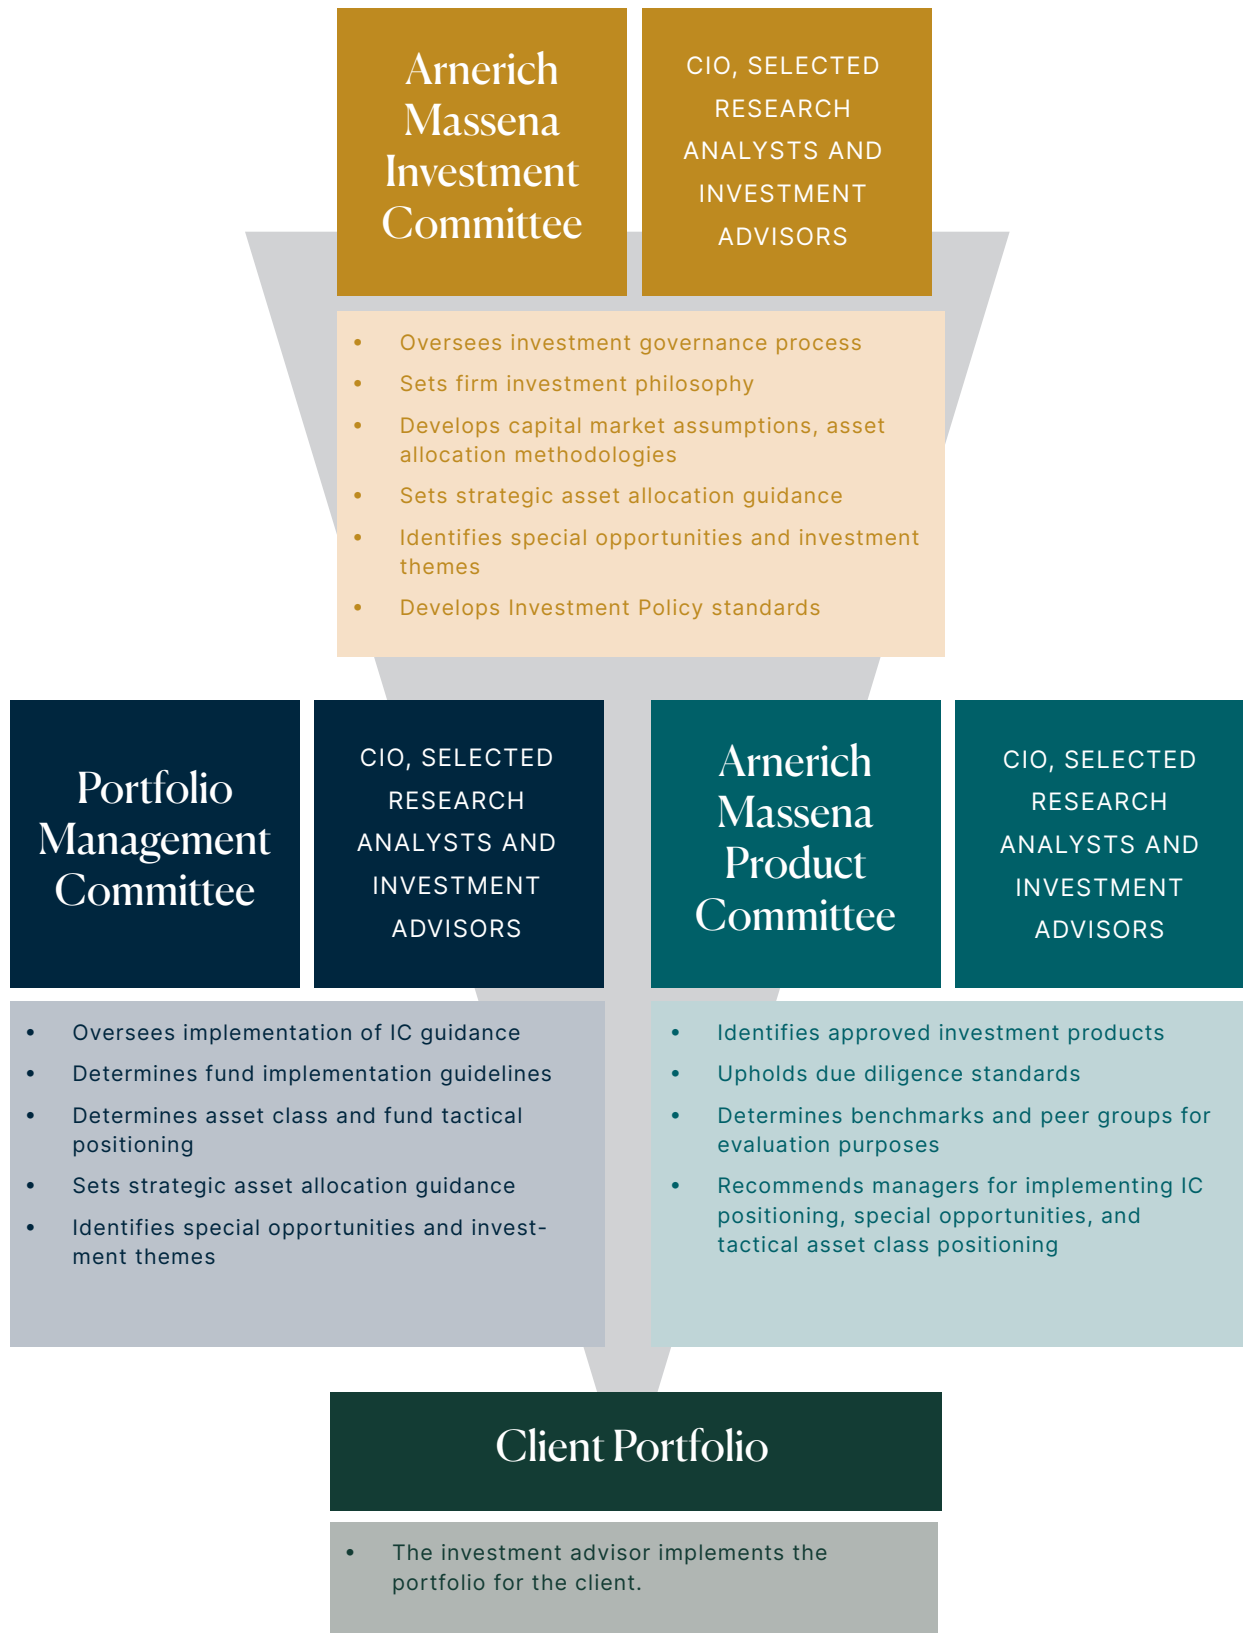 Arnerich
Massena
Investment
Committee
CIO, SELECTED
RESEARCH
ANALYSTS AND
INVESTMENT
ADVISORS
• Oversees investment governance process
• Sets firm investment philosophy
• Develops capital market assumptions, asset
allocation methodologies
• Sets strategic asset allocation guidance
• Identifies special opportunities and investment
themes
• Develops Investment Policy standards
Portfolio
Management
Committee
CIO, SELECTED
RESEARCH
ANALYSTS AND
INVESTMENT
ADVISORS
• Oversees implementation of IC guidance
• Determines fund implementation guidelines
• Determines asset class and fund tactical
positioning
• Sets strategic asset allocation guidance
• Identifies special opportunities and invest-
ment themes
Arnerich
Massena
Product
Committee
CIO, SELECTED
RESEARCH
ANALYSTS AND
INVESTMENT
ADVISORS
• Identifies approved investment products
• Upholds due diligence standards
• Determines benchmarks and peer groups for
evaluation purposes
• Recommends managers for implementing IC
positioning, special opportunities, and
tactical asset class positioning
Client Portfolio
• The investment advisor implements the
portfolio for the client.